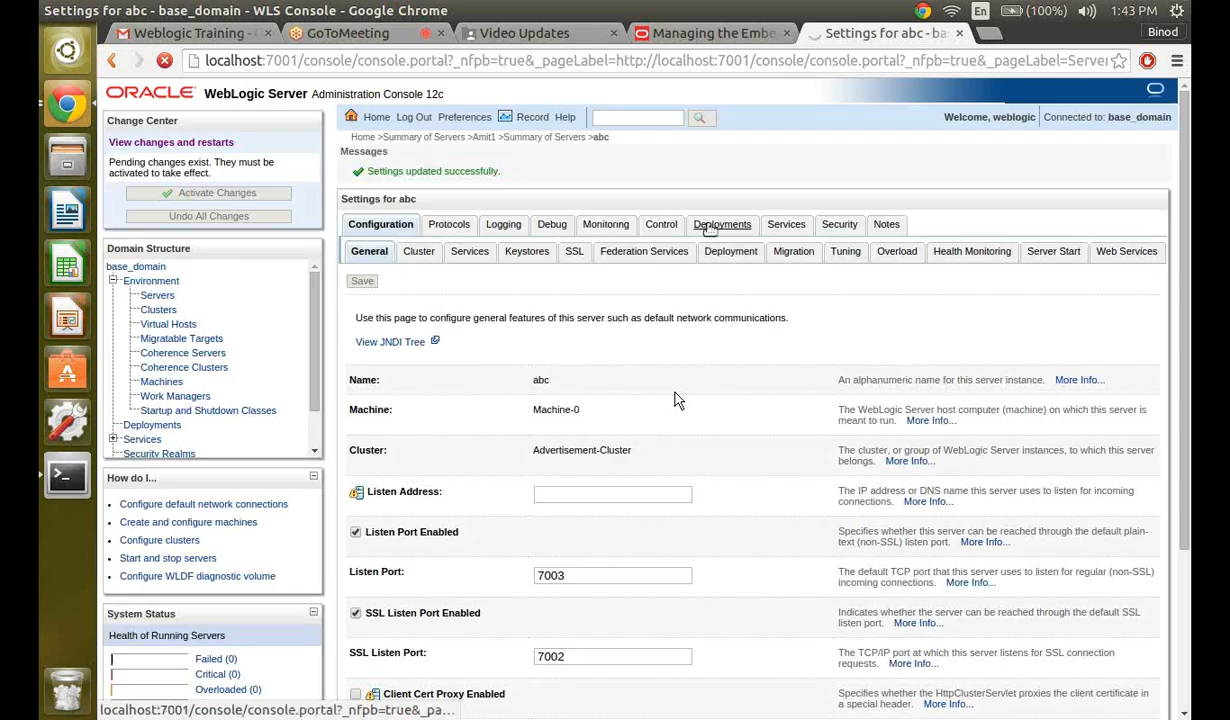 Settings for abc - base_domain - WLS Console - Google Chrome
En
(100%)
1:43 PM
Weblogic Training -
GoToMeeting
Video Updates
Managing the Embe
Settings for abc - bas
Binod
localhost:7001/console/console.portal?_nfpb=true&_pageLabel=http://localhost:7001/console/console.portal?_nfpb=true&_pageLabel=Server
ORACLE WebLogic Server Administration Console 12c
Change Center
View changes and restarts
Pending changes exist. They must be
activated to take effect.
Activate Changes
Undo All Changes
Domain Structure
base_domain
Environment
Servers
Clusters
Virtual Hosts
Migratable Targets
Coherence Servers
Coherence Clusters
Machines
Work Managers
Startup and Shutdown Classes
Deployments
Services
Security Realms
How do I...
Configure default network connections
Create and configure machines
Configure clusters
Start and stop servers
Configure WLDF diagnostic volume
System Status
Health of Running Servers
Failed (0)
Critical (0)
Overloaded (0)
localhost:7001/console/console.portal?_nfpb=true&_pa...
Home Log Out Preferences Record Help
Welcome, weblogic
Connected to: base_domain
Home >Summary of Servers >Amit1 >Summary of Servers >abc
Messages
Settings updated successfully.
Settings for abc
Configuration Protocols Logging Debug Monitoring Control Deployments Services Security Notes
General Cluster Services Keystores SSL Federation Services Deployment Migration Tuning Overload Health Monitoring Server Start Web Services
Save
Use this page to configure general features of this server such as default network communications.
View JNDI Tree
Name: abc An alphanumeric name for this server instance. More Info...
Machine: Machine-0 The WebLogic Server host computer (machine) on which this server is
meant to run. More Info...
Cluster: Advertisement-Cluster The cluster, or group of WebLogic Server instances, to which this server
belongs. More Info...
Listen Address: The IP address or DNS name this server uses to listen for incoming
connections. More Info...
Listen Port Enabled Specifies whether this server can be reached through the default plain-
text (non-SSL) listen port. More Info...
Listen Port: 7003 The default TCP port that this server uses to listen for regular (non-SSL)
incoming connections. More Info...
SSL Listen Port Enabled Indicates whether the server can be reached through the default SSL
listen port. More Info...
SSL Listen Port: 7002 The TCP/IP port at which this server listens for SSL connection
requests. More Info...
Client Cert Proxy Enabled Specifies whether the HttpClusterServlet proxies the client certificate in
a special header. More Info...